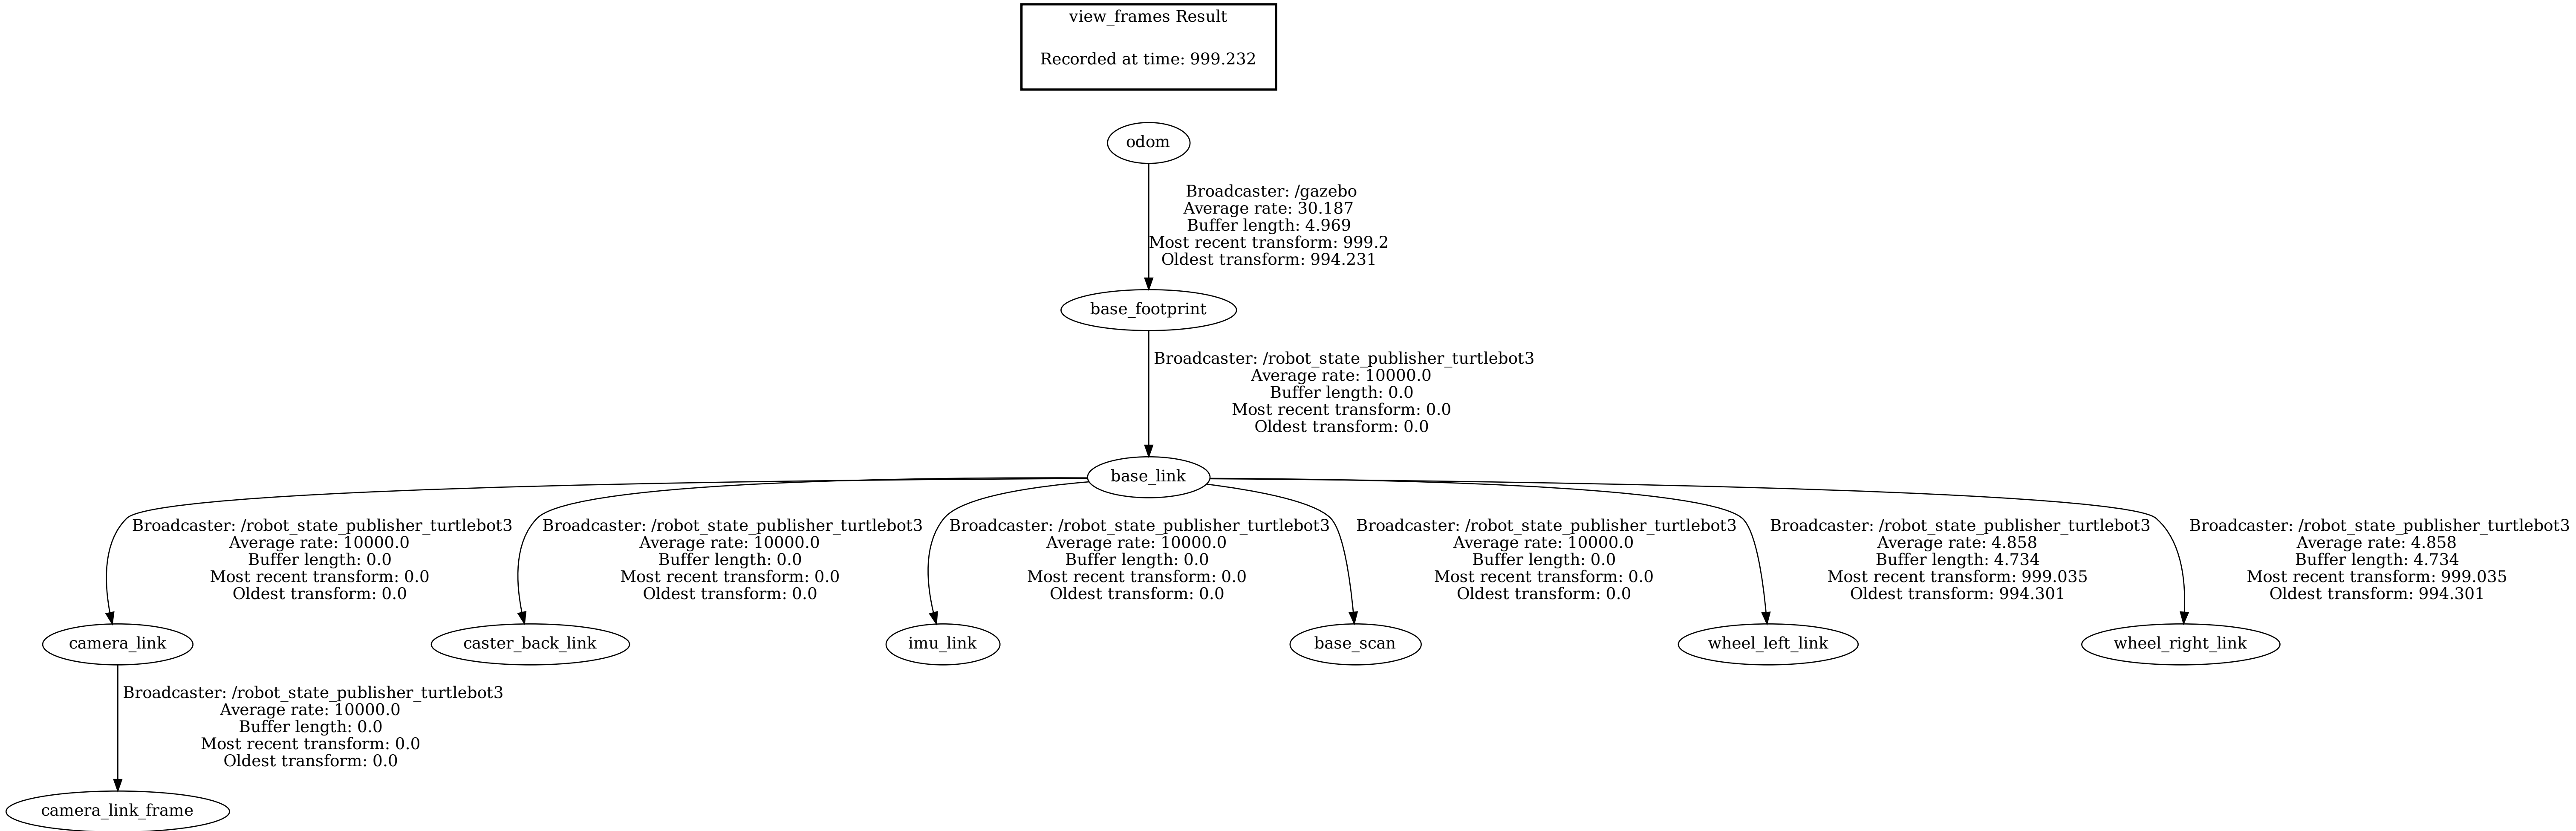 view_frames Result
Recorded at time: 999.232
odom
Broadcaster: /gazebo
Average rate: 30.187
Buffer length: 4.969
Most recent transform: 999.2
Oldest transform: 994.231
base_footprint
Broadcaster: /robot_state_publisher_turtlebot3
Average rate: 10000.0
Buffer length: 0.0
Most recent transform: 0.0
Oldest transform: 0.0
base_link
Broadcaster: /robot_state_publisher_turtlebot3
Average rate: 10000.0
Buffer length: 0.0
Most recent transform: 0.0
Oldest transform: 0.0
Broadcaster: /robot_state_publisher_turtlebot3
Average rate: 10000.0
Buffer length: 0.0
Most recent transform: 0.0
Oldest transform: 0.0
Broadcaster: /robot_state_publisher_turtlebot3
Average rate: 10000.0
Buffer length: 0.0
Most recent transform: 0.0
Oldest transform: 0.0
Broadcaster: /robot_state_publisher_turtlebot3
Average rate: 10000.0
Buffer length: 0.0
Most recent transform: 0.0
Oldest transform: 0.0
Broadcaster: /robot_state_publisher_turtlebot3
Average rate: 4.858
Buffer length: 4.734
Most recent transform: 999.035
Oldest transform: 994.301
Broadcaster: /robot_state_publisher_turtlebot3
Average rate: 4.858
Buffer length: 4.734
Most recent transform: 999.035
Oldest transform: 994.301
camera_link
caster_back_link
imu_link
base_scan
wheel_left_link
wheel_right_link
Broadcaster: /robot_state_publisher_turtlebot3
Average rate: 10000.0
Buffer length: 0.0
Most recent transform: 0.0
Oldest transform: 0.0
camera_link_frame